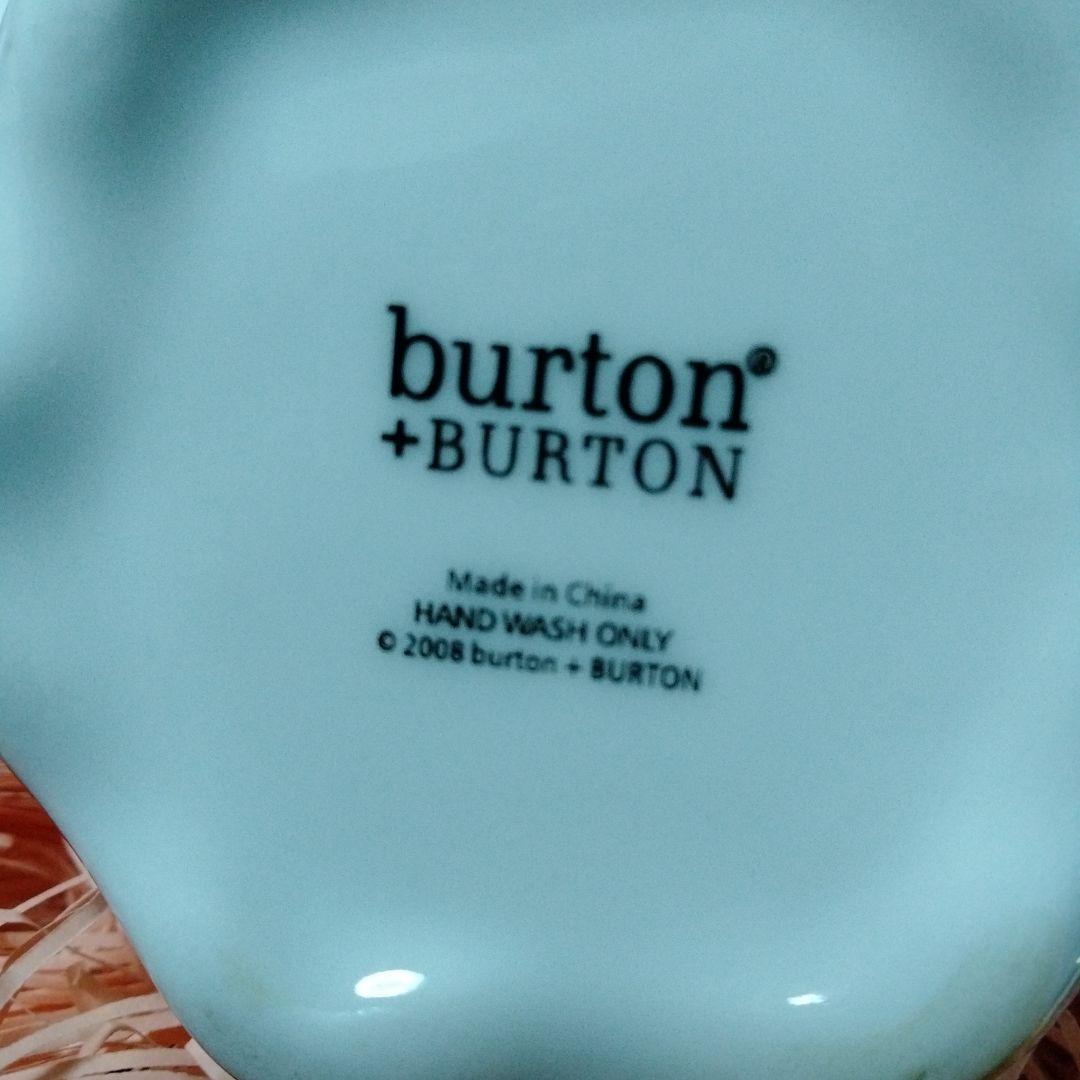 burton®
+BURTON
Made in China
HAND WASH ONLY
© 2008 burton + BURTON